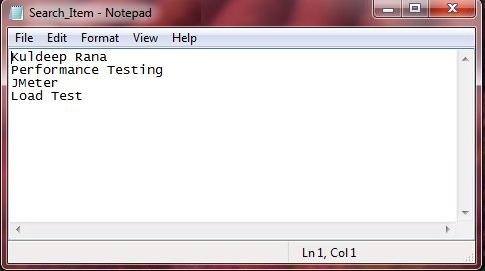 Search_Item - Notepad
File Edit Format View Help
Kuldeep Rana
Performance Testing
JMeter
Load Test
Ln 1, Col 1